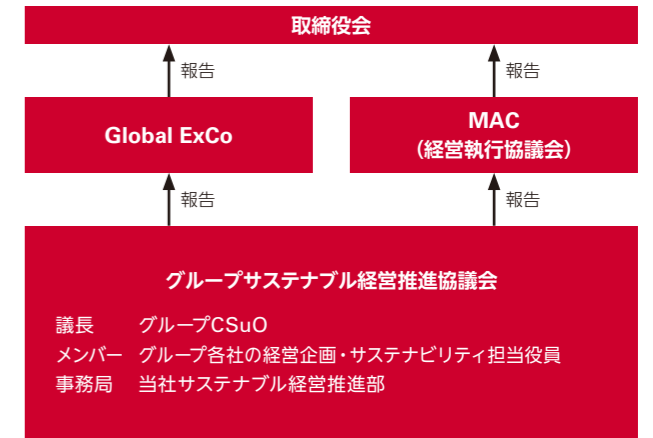 取締役会
報告
報告
Global ExCo
MAC
（経営執行協議会）
報告
報告
グループサステナブル経営推進協議会
議長 グループCSuO
メンバー グループ各社の経営企画・サステナビリティ担当役員
事務局 当社サステナブル経営推進部